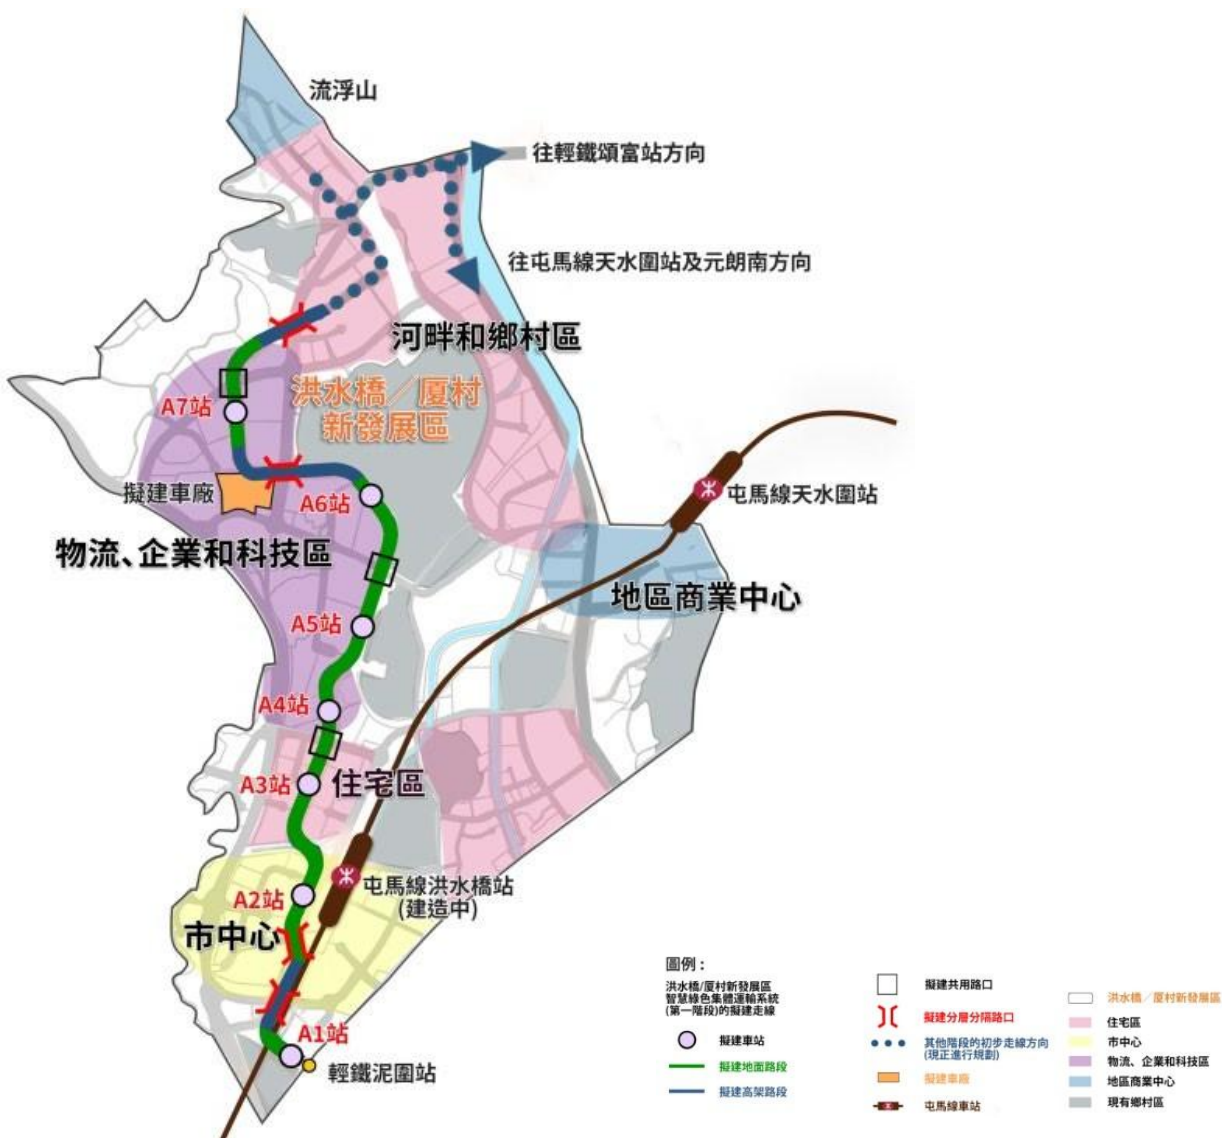 流浮山
往輕鐵頌富站方向
往屯馬線天水圍站及元朗南方向
河畔和鄉村區
洪水橋／厦村
新發展區
A7站
擬建車廠
A6站
屯馬線天水圍站
物流、企業和科技區
地區商業中心
A5站
A4站
A3站
住宅區
屯馬線洪水橋站
(建造中)
A2站
市中心
A1站
輕鐵泥圍站
圖例：
洪水橋/厦村新發展區
智慧綠色集體運輸系統
(第一階段)的擬建走線
擬建車站
擬建地面路段
擬建高架路段
擬建共用路口
擬建分層分隔路口
其他階段的初步走線方向
(現正進行規劃)
擬建車廠
屯馬線車站
洪水橋／厦村新發展區
住宅區
市中心
物流、企業和科技區
地區商業中心
現有鄉村區